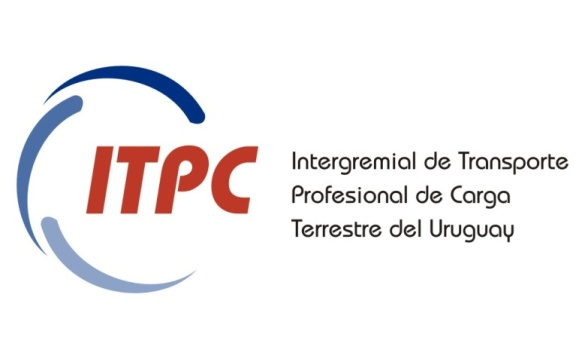 ITPC
Intergremial de Transporte
Profesional de Carga
Terrestre del Uruguay